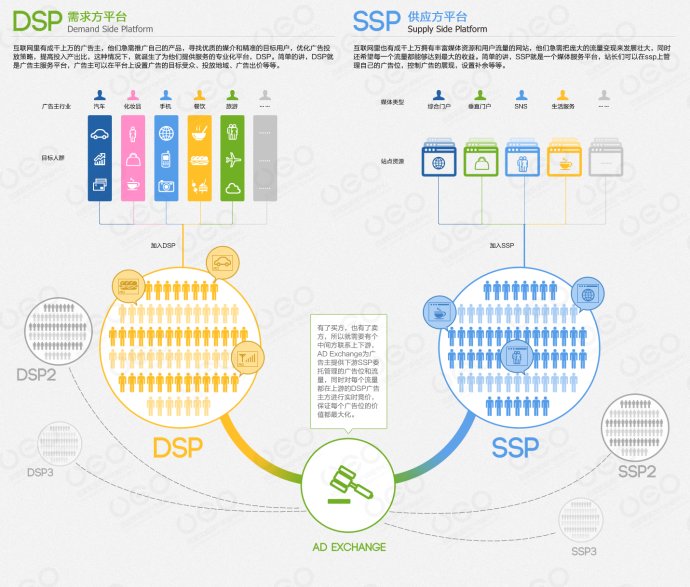 DSP 需求方平台
Demand Side Platform
互联网里有成千上万的广告主，他们急需推广自己的产品，寻找优质的媒介和精准的目标用户，优化广告投
放策略，提高投入产出比。这种情况下，就诞生了为他们提供服务的专业化平台，DSP。简单的讲，DSP就
是广告主服务平台，广告主可以在平台上设置广告的目标受众、投放地域、广告出价等等。
广告主行业
汽车
化妆品
手机
餐饮
旅游
……
目标人群
……
……
……
加入DSP
DSP
DSP2
DSP3
SSP 供应方平台
Supply Side Platform
互联网里也有成千上万拥有丰富媒体资源和用户流量的网站，他们急需把庞大的流量变现来发展壮大，同时
还希望每一个流量都能够达到最大的收益。简单的讲，SSP就是一个媒体服务平台，站长们可以在ssp上管
理自己的广告位，控制广告的展现，设置补余等等。
媒体类型
综合门户
垂直门户
SNS
生活服务
……
站点资源
……
加入SSP
SSP
SSP2
SSP3
有了买方，也有了卖
方，所以就需要有个
中间方联系上下游，
AD Exchange为广
告主提供下游SSP委
托管理的广告位和流
量，同时对每个流量
都在上游的DSP广告
主方进行实时竞价，
保证每个广告位的价
值都最大化。
AD EXCHANGE